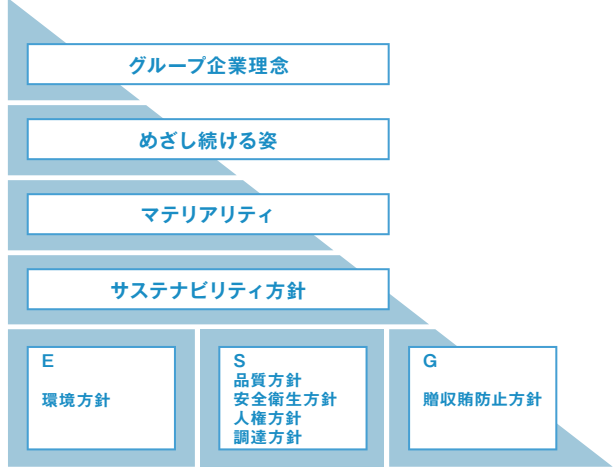 グループ企業理念
めざし続ける姿
マテリアリティ
サステナビリティ方針
E
環境方針
S
品質方針
安全衛生方針
人権方針
調達方針
G
贈収賄防止方針